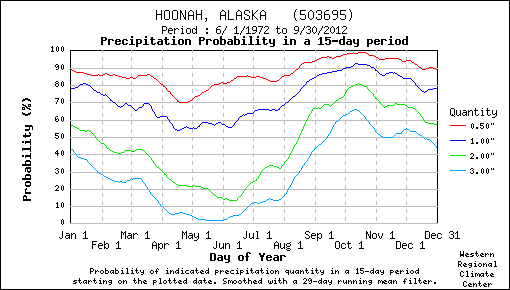 HOONAH, ALASKA (503695)
Period : 6/ 1/1972 to 9/30/2012
Precipitation Probability in a 15-day period
Probability (%)
100
90
80
70
60
50
40
30
20
10
0
Quantity
0.50"
1.00"
2.00"
3.00"
Jan 1 Mar 1 May 1 Jul 1 Sep 1 Nov 1 Dec 31
Feb 1 Apr 1 Jun 1 Aug 1 Oct 1 Dec 1
Day of Year
Probability of indicated precipitation quantity in a 15-day period
starting on the plotted date. Smoothed with a 29-day running mean filter.
Western
Regional
Climate
Center